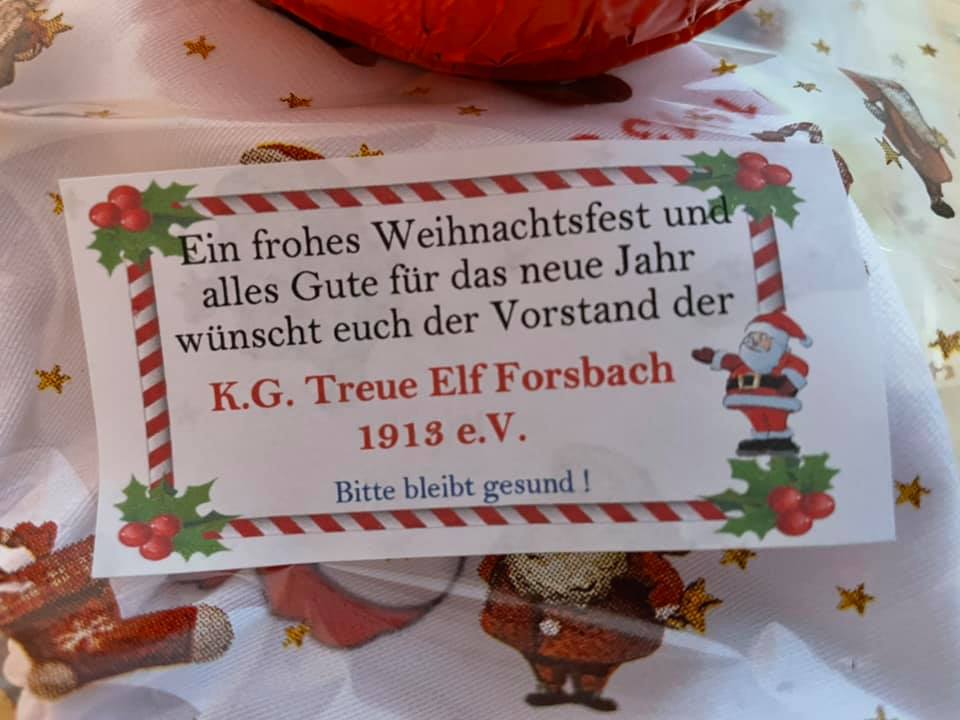 Ein frohes Weihnachtsfest und
alles Gute für das neue Jahr
wünscht euch der Vorstand der
K.G. Treue Elf Forsbach
1913 e.V.
Bitte bleibt gesund !